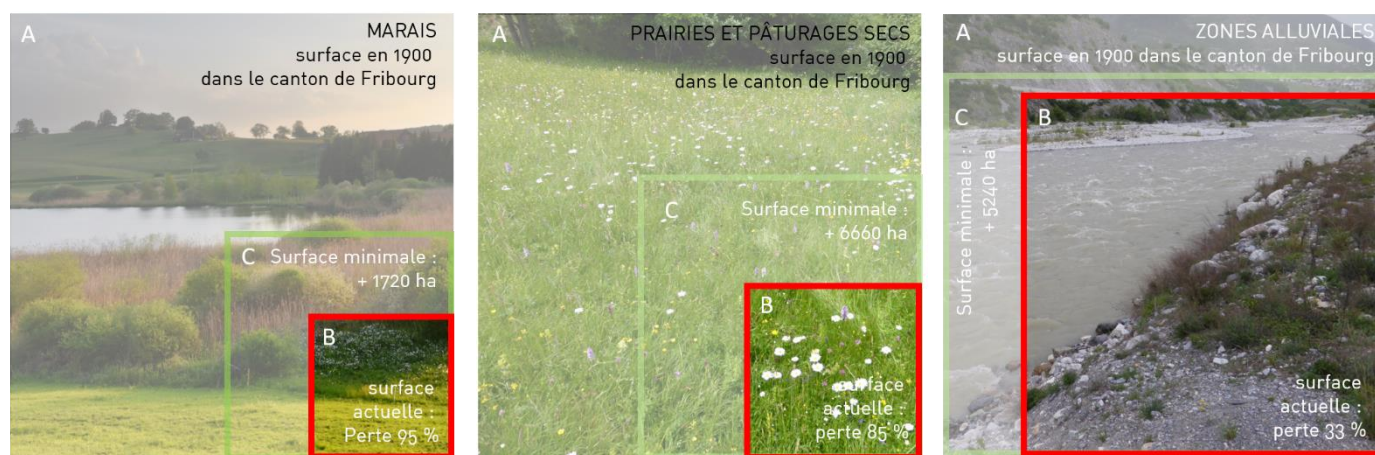 A
MARAIS
surface en 1900
dans le canton de Fribourg
C Surface minimale :
+ 1720 ha
B
surface
actuelle :
Perte 95 %
A
PRAIRIES ET PÂTURAGES SECS
surface en 1900
dans le canton de Fribourg
C
Surface minimale :
+ 6660 ha
B
surface
actuelle :
perte 85 %
A
ZONES ALLUVIALES
surface en 1900 dans le canton de Fribourg
C
Surface minimale :
+ 5240 ha
B
surface
actuelle :
perte 33 %